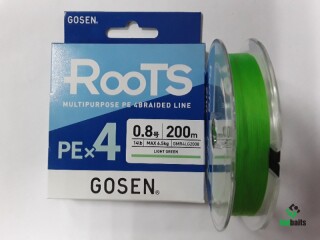 GOSEN
ROOTS
MULTIPURPOSE PE 4BRAIDED LINE
PE×4
0.8号 200m
14lb MAX 6.5kg
LIGHT GREEN
GOSEN®
baits